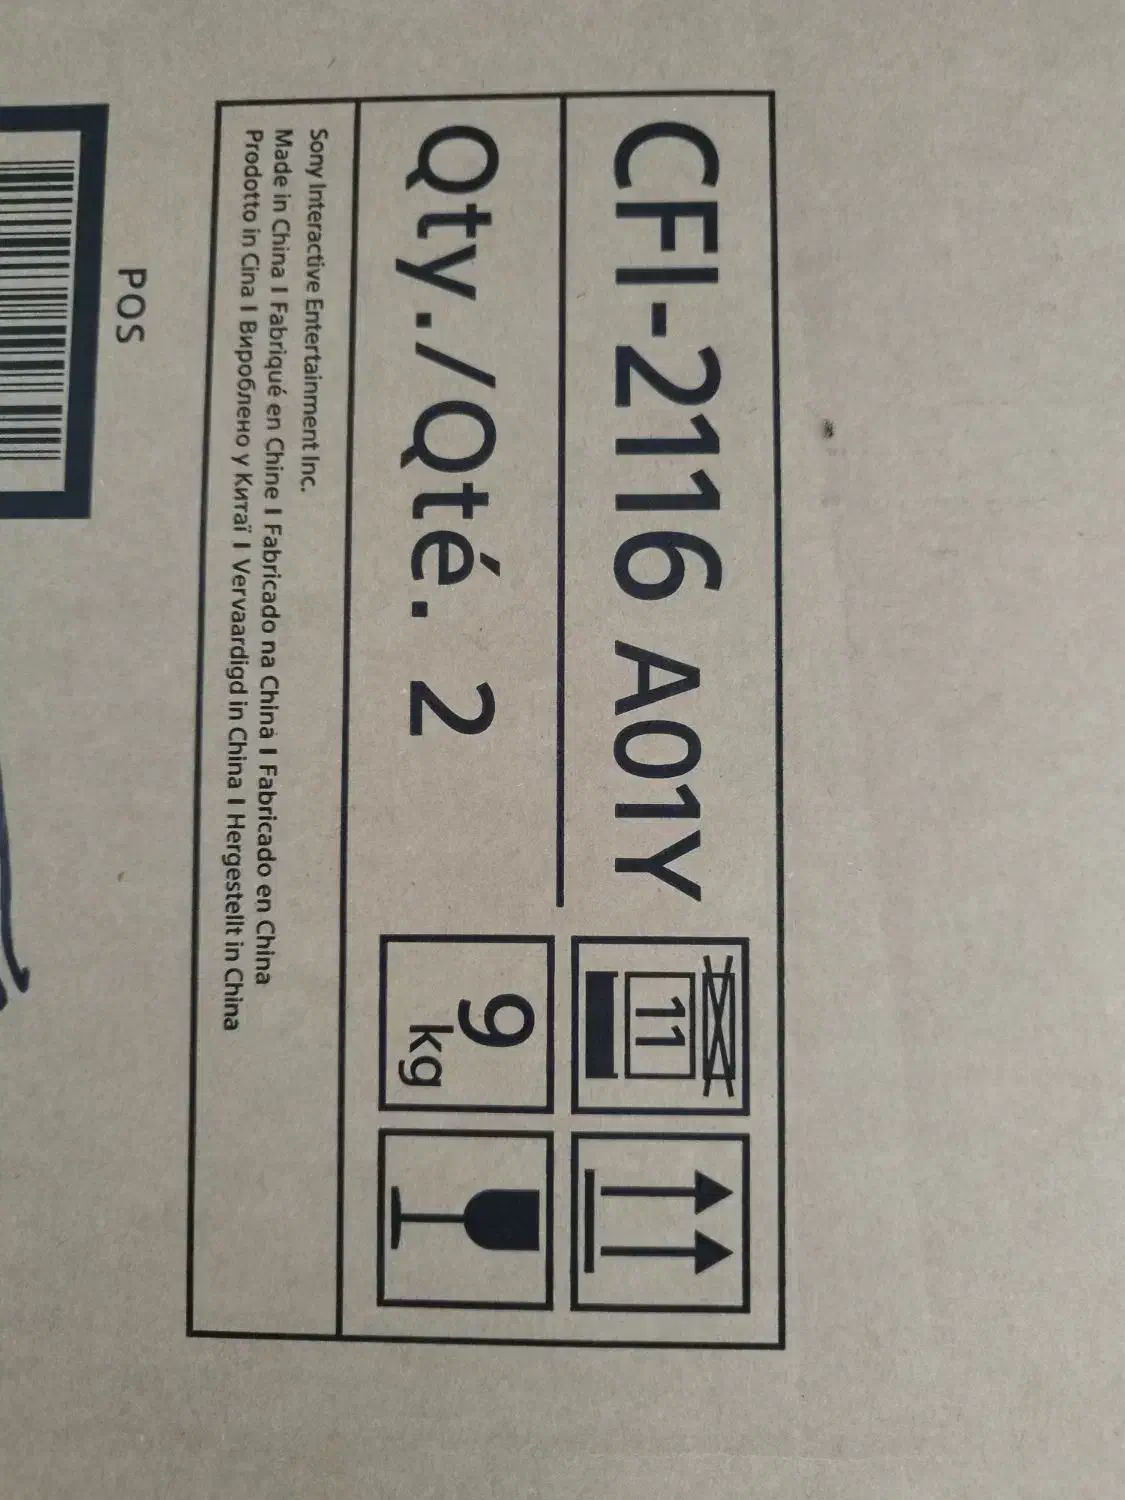 CFI-2116 A01Y
11
Qty./Qté. 2
9
kg
Sony Interactive Entertainment Inc.
Made in China I Fabriqué en Chine I Fabricado na China I Fabricado en China
Prodotto in Cina I Вироблено у Китаї I Vervaardigd in China I Hergestellt in China
POS